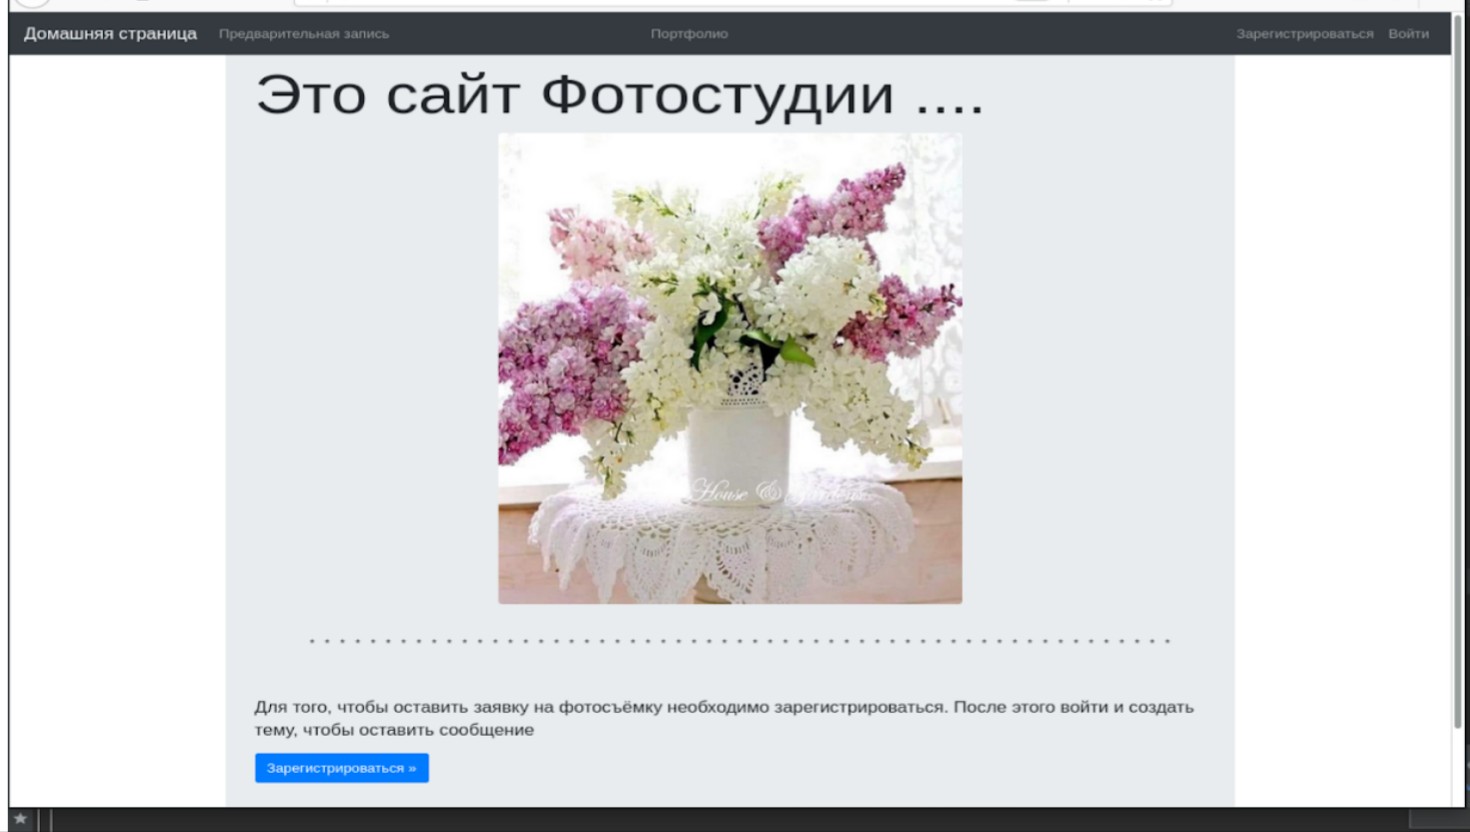 Домашняя страница Предварительная запись Портфолио Зарегистрироваться Войти
Это сайт Фотостудии ....
House & Gardens
Для того, чтобы оставить заявку на фотосъёмку необходимо зарегистрироваться. После этого войти и создать
тему, чтобы оставить сообщение
Зарегистрироваться »